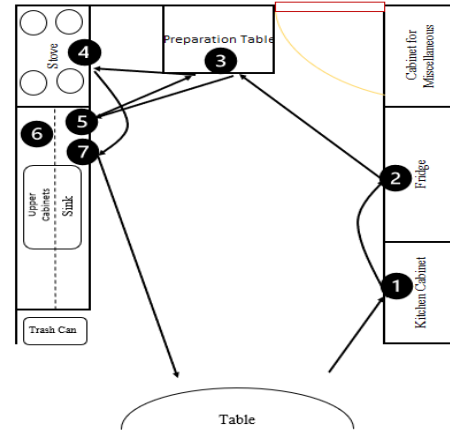 Stove
4
Preparation Table
3
Cabinet for
Miscellaneous
5
6
7
2
Fridge
Upper
cabinets
Sink
1
Kitchen Cabinet
Trash Can
Table